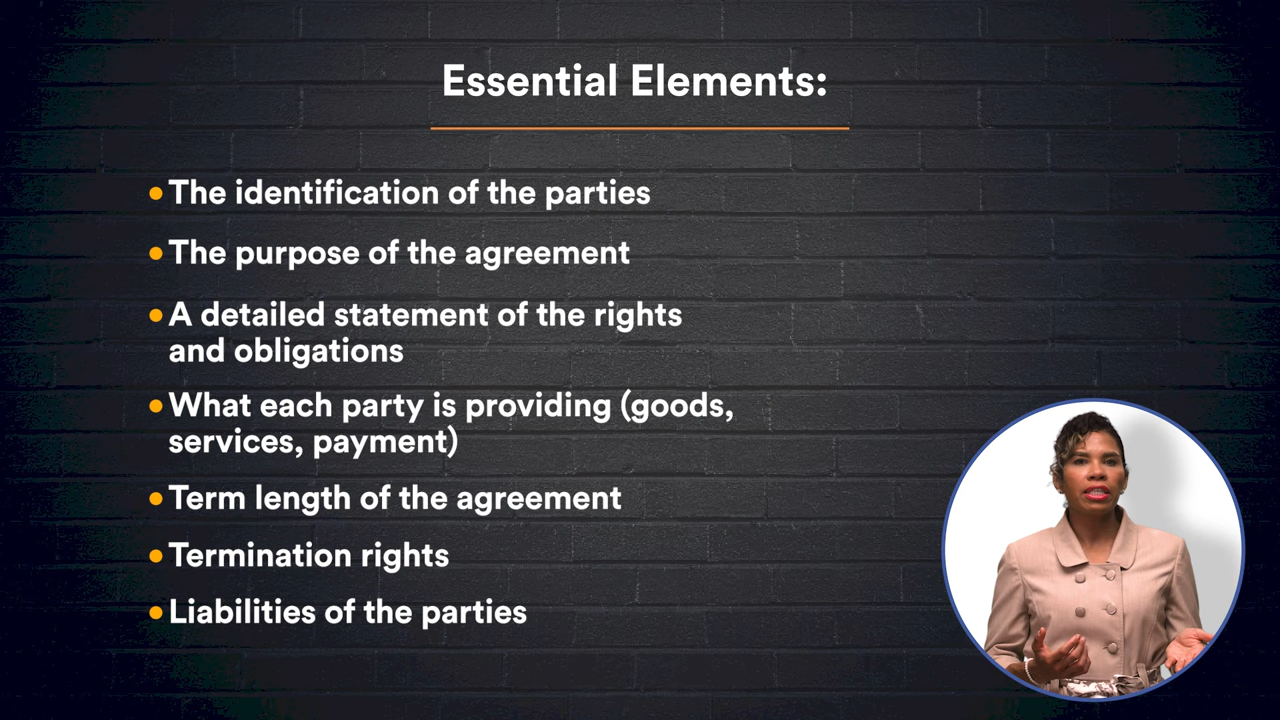 Essential Elements:
• The identification of the parties
• The purpose of the agreement
• A detailed statement of the rights
and obligations
• What each party is providing (goods,
services, payment)
• Term length of the agreement
• Termination rights
• Liabilities of the parties